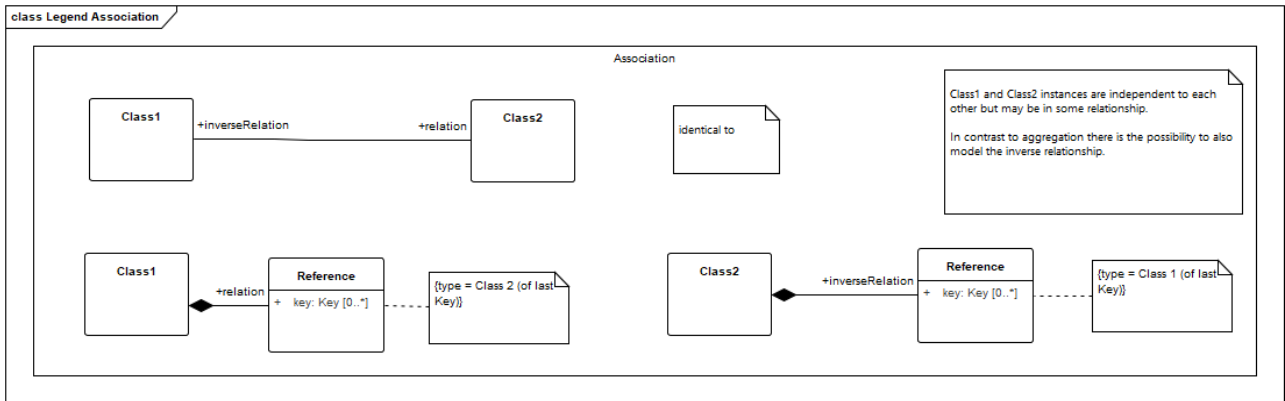 class Legend Association
Association
Class1
+inverseRelation
+relation
Class2
identical to
Class1 and Class2 instances are independent to each
other but may be in some relationship.
In contrast to aggregation there is the possibility to also
model the inverse relationship.
Class1
+relation
Reference
+ key: Key [0..*]
{type = Class 2 (of last
Key)}
Class2
+inverseRelation
Reference
+ key: Key [0..*]
{type = Class 1 (of last
Key)}